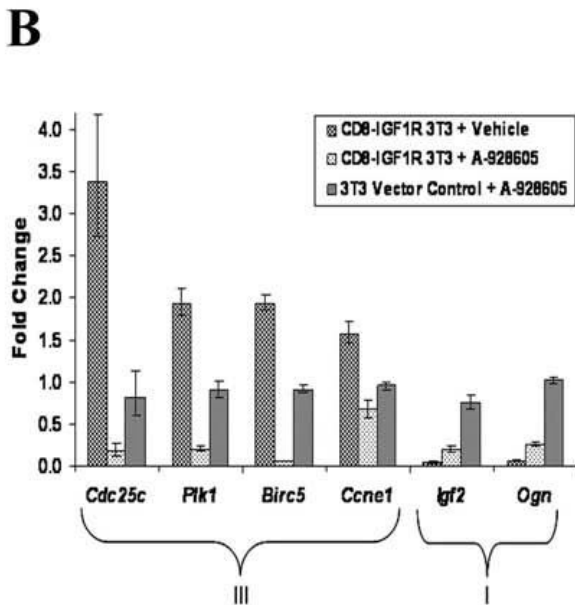 B
CD8-IGF1R 3T3 + Vehicle
CD8-IGF1R 3T3 + A-928605
3T3 Vector Control + A-928605
Fold Change
4.0
3.5
3.0
2.5
2.0
1.5
1.0
0.5
0.0
Cdc25c Plk1 Birc5 Ccne1 Igf2 Ogn
III I